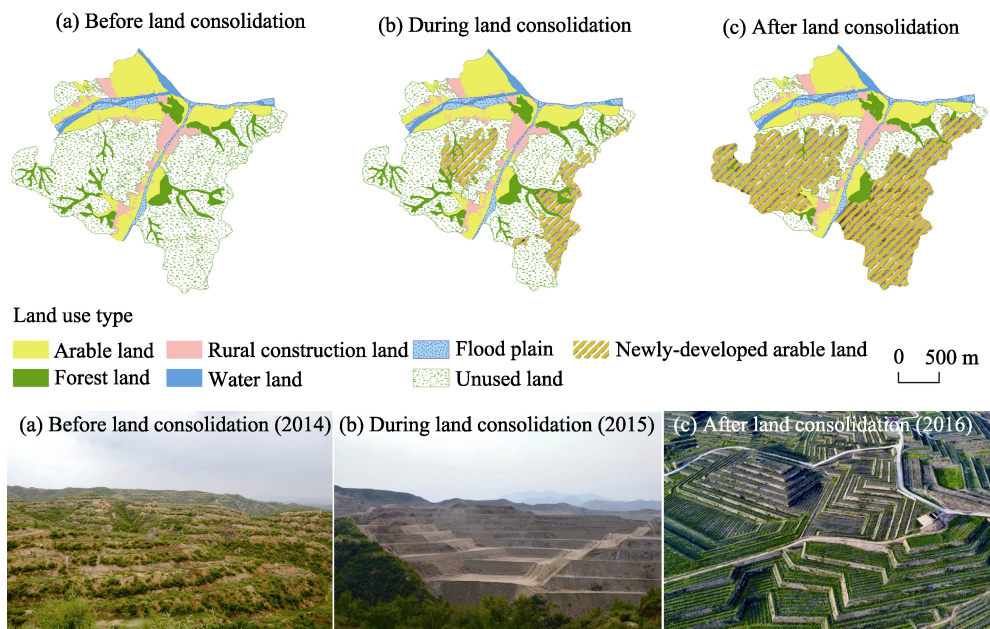 (a) Before land consolidation
(b) During land consolidation
(c) After land consolidation
Land use type
Arable land
Rural construction land
Flood plain
Newly-developed arable land
0 500 m
Forest land
Water land
Unused land
(a) Before land consolidation (2014)
(b) During land consolidation (2015)
(c) After land consolidation (2016)